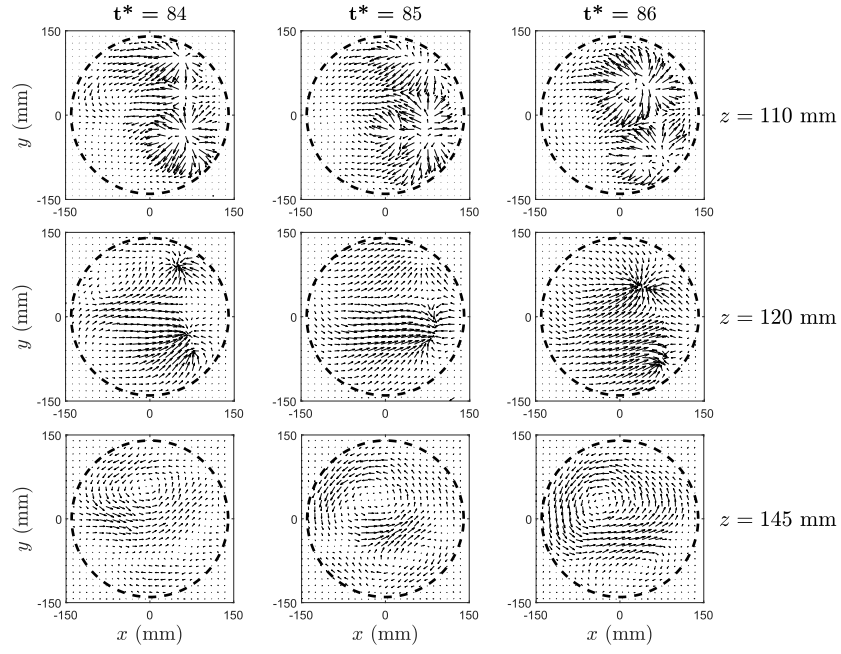 t* = 84 t* = 85 t* = 86
150 150 150
y (mm) 0 0 0 z = 110 mm
-150 -150 -150
-150 0 150 -150 0 150 -150 0 150
150 150 150
y (mm) 0 0 0 z = 120 mm
-150 -150 -150
-150 0 150 -150 0 150 -150 0 150
150 150 150
y (mm) 0 0 0 z = 145 mm
-150 -150 -150
-150 0 150 -150 0 150 -150 0 150
x (mm) x (mm) x (mm)